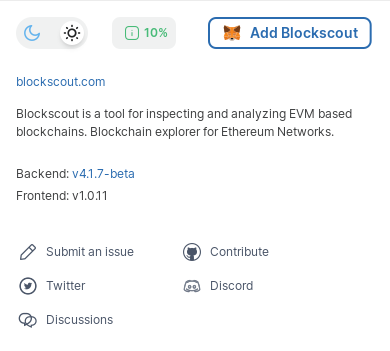 10%
Add Blockscout
blockscout.com
Blockscout is a tool for inspecting and analyzing EVM based
blockchains. Blockchain explorer for Ethereum Networks.
Backend: v4.1.7-beta
Frontend: v1.0.11
Submit an issue
Contribute
Twitter
Discord
Discussions